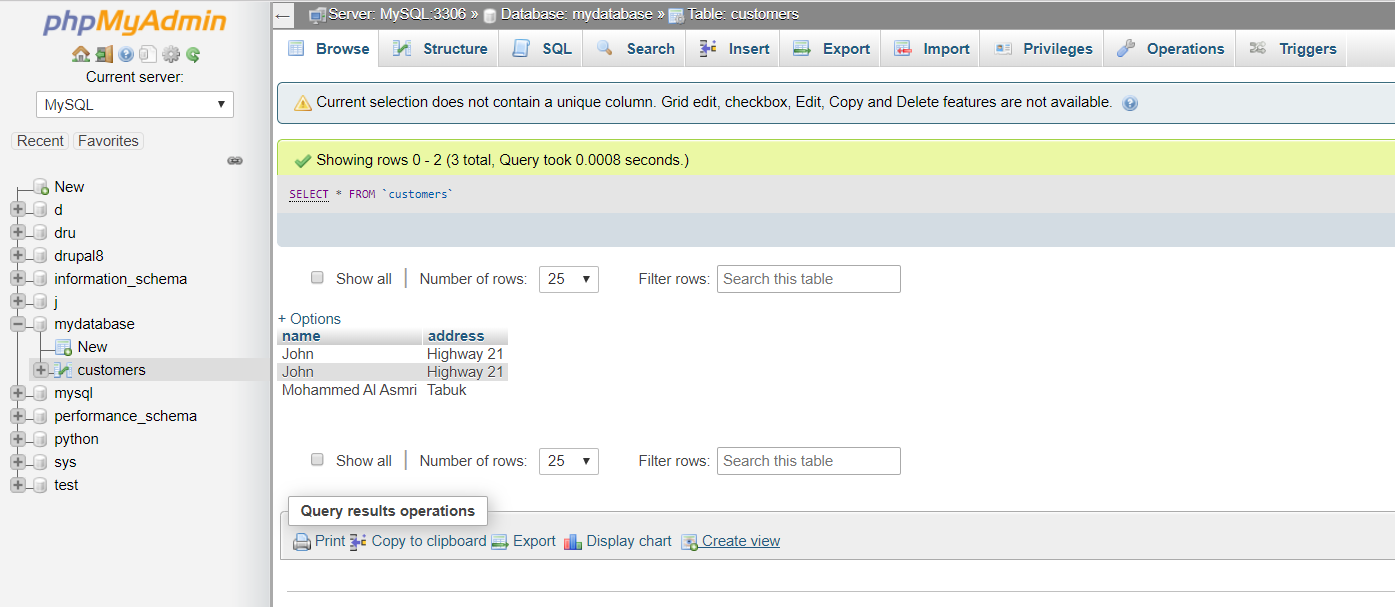 phpMyAdmin
Current server:
MySQL
Recent Favorites
New
d
dru
drupal8
information_schema
j
mydatabase
New
customers
mysql
performance_schema
python
sys
test
Server: MySQL:3306 » Database: mydatabase » Table: customers
Browse Structure SQL Search Insert Export Import Privileges Operations Triggers
Current selection does not contain a unique column. Grid edit, checkbox, Edit, Copy and Delete features are not available.
Showing rows 0 - 2 (3 total, Query took 0.0008 seconds.)
SELECT * FROM `customers`
Show all Number of rows: 25 Filter rows: Search this table
+ Options
name address
John Highway 21
John Highway 21
Mohammed Al Asmri Tabuk
Show all Number of rows: 25 Filter rows: Search this table
Query results operations
Print Copy to clipboard Export Display chart Create view